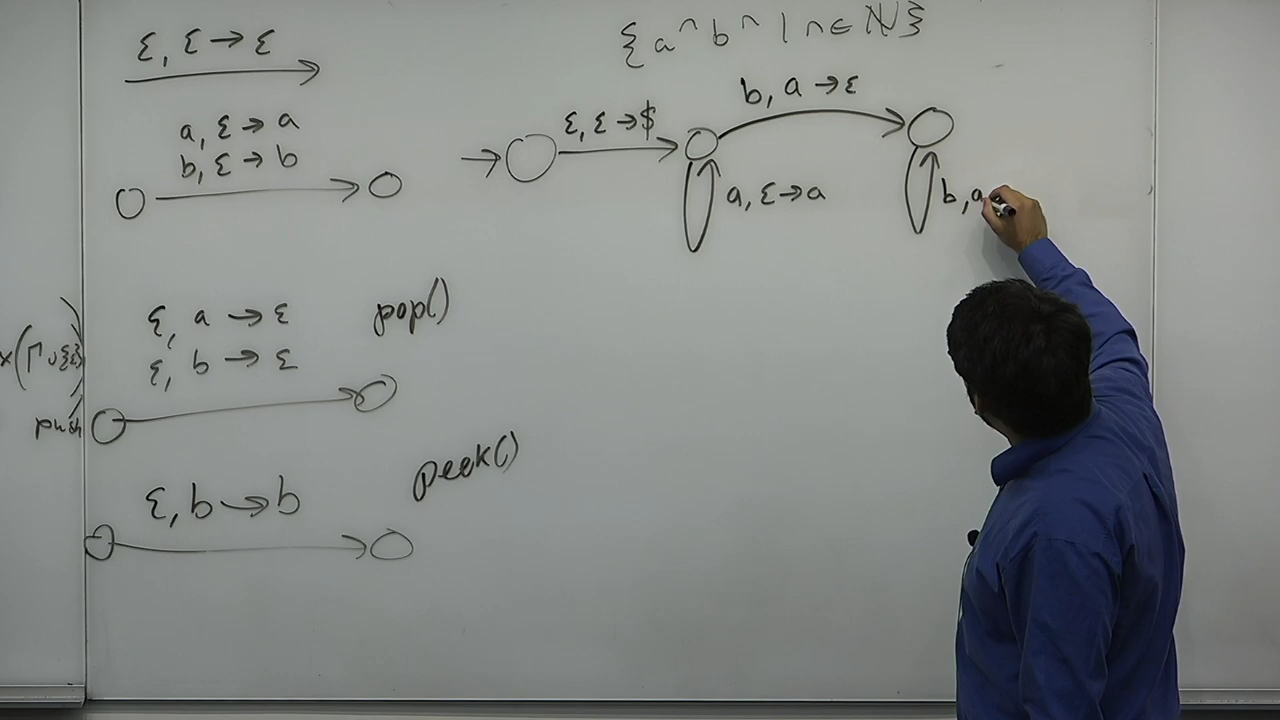 ε, ε → ε
a, ε → a
b, ε → b
ε, a → ε
ε, b → ε
pop()
x(Γ∪{ε}
push
ε, b → b
peek()
{a^n b^n | n ∈ ℕ}
ε, ε → $
b, a → ε
a, ε → a
b, a